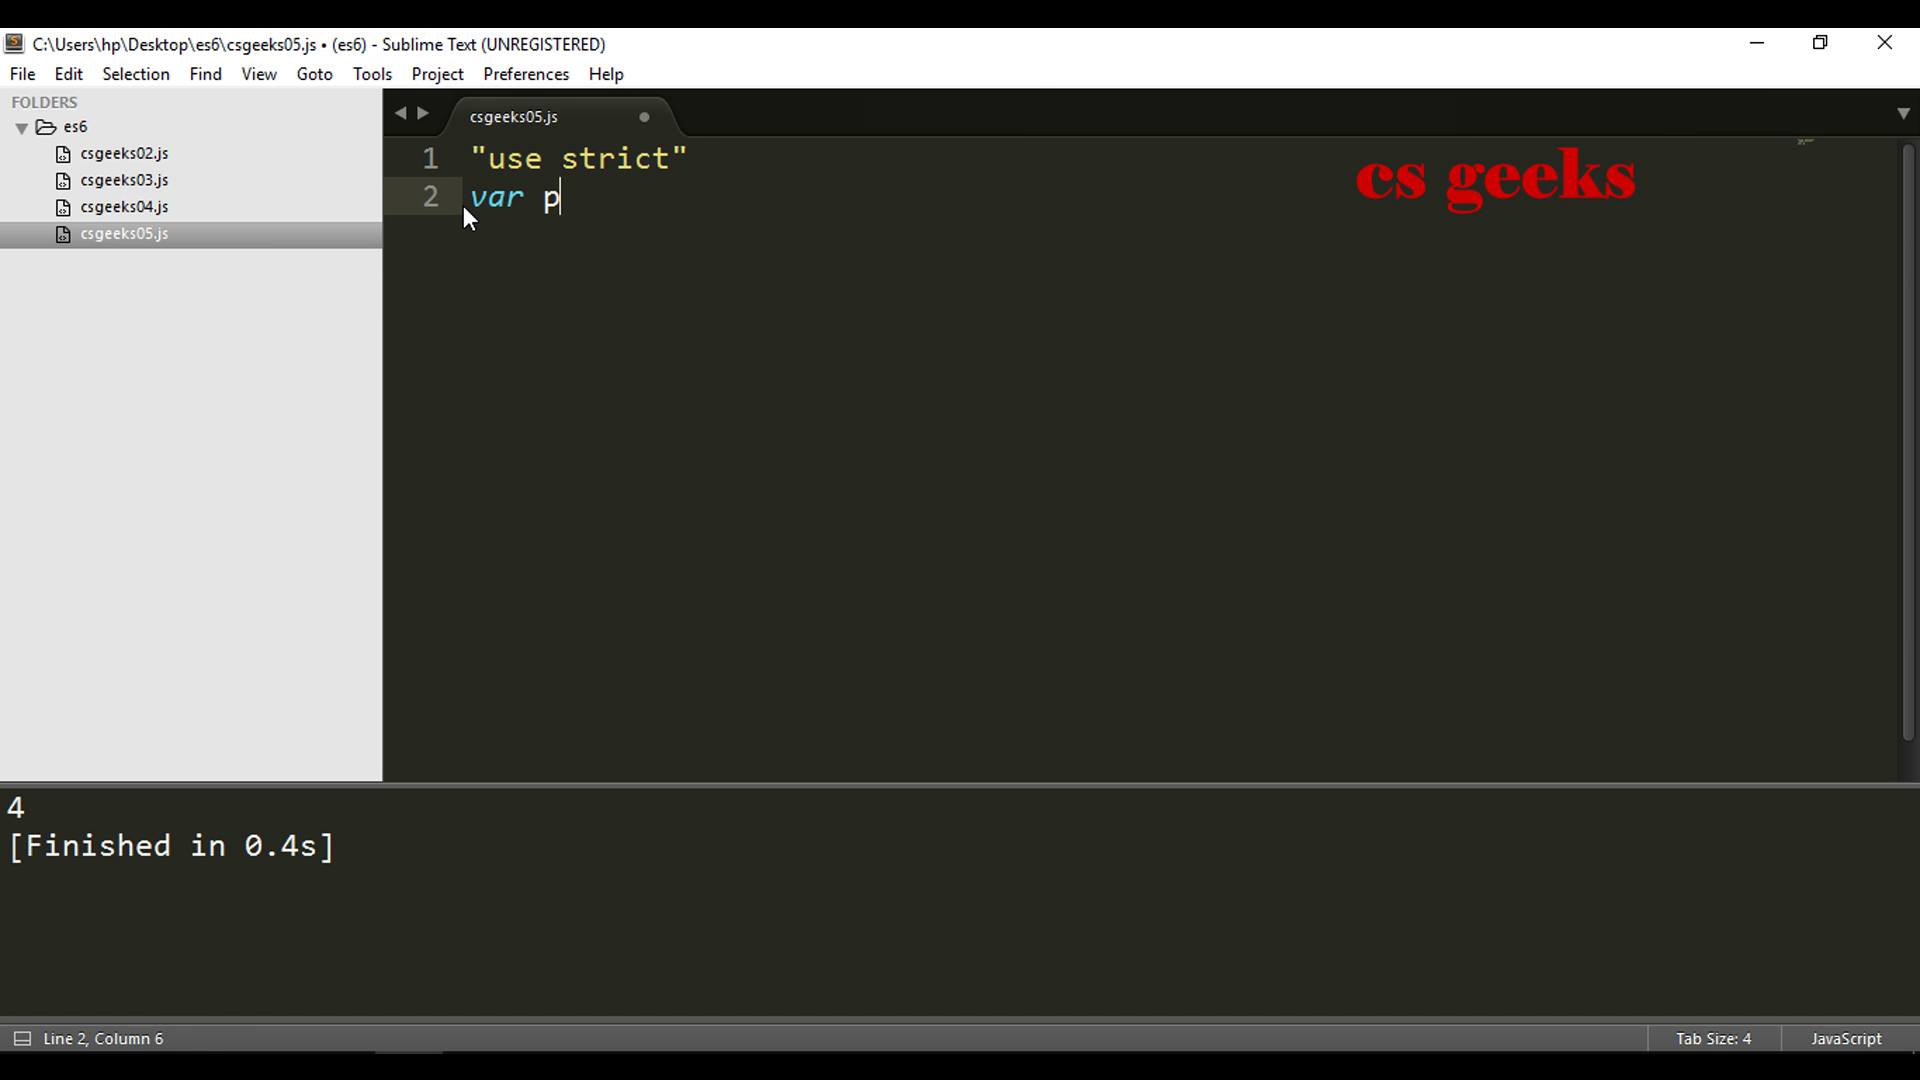 C:\Users\hp\Desktop\es6\csgeeks05.js • (es6) - Sublime Text (UNREGISTERED)
File Edit Selection Find View Goto Tools Project Preferences Help
FOLDERS
es6
csgeeks02.js
csgeeks03.js
csgeeks04.js
csgeeks05.js
csgeeks05.js
1 "use strict"
2 var p
cs geeks
4
[Finished in 0.4s]
Line 2, Column 6 Tab Size: 4 JavaScript